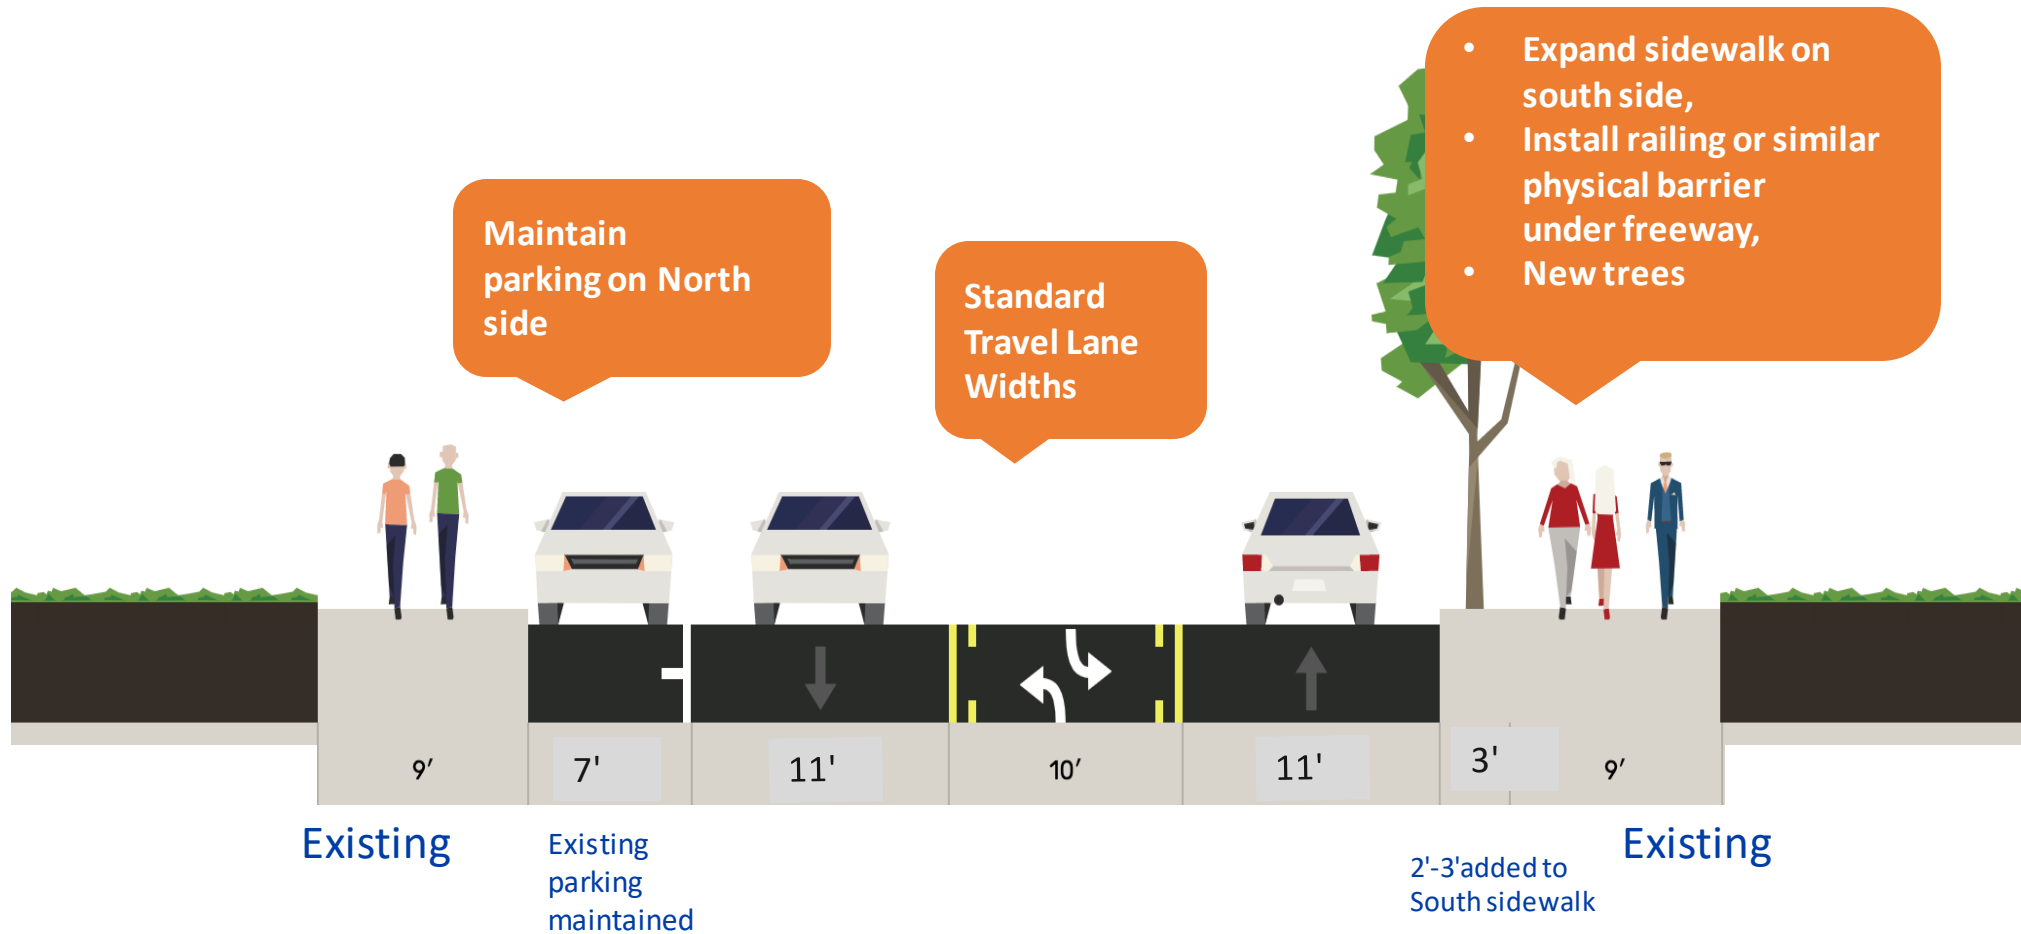 • Expand sidewalk on
south side,
• Install railing or similar
physical barrier
under freeway,
• New trees
Maintain
parking on North
side
Standard
Travel Lane
Widths
9'
7'
11'
10'
11'
3'
9'
Existing
Existing
parking
maintained
2'-3'added to
South sidewalk
Existing